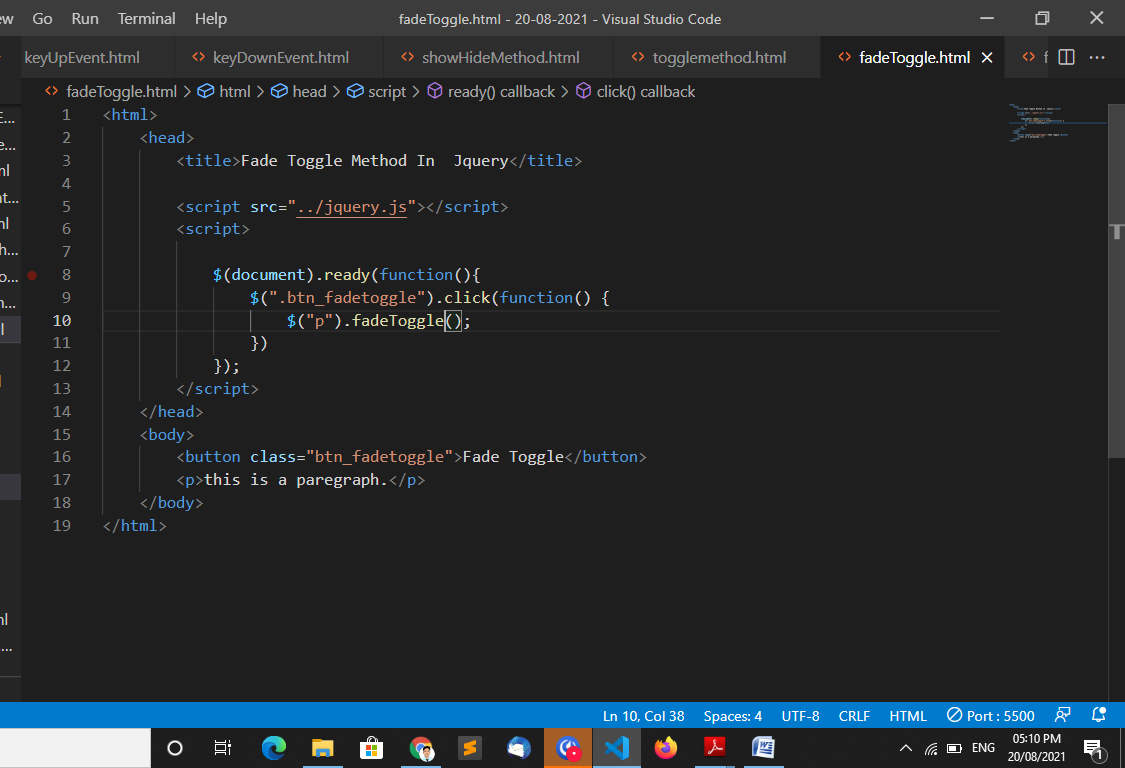 ew Go Run Terminal Help fadeToggle.html - 20-08-2021 - Visual Studio Code
keyUpEvent.html keyDownEvent.html showHideMethod.html togglemethod.html fadeToggle.html f
fadeToggle.html > html > head > script > ready() callback > click() callback
1 <html>
2 <head>
3 <title>Fade Toggle Method In  Jquery</title>
4
5 <script src="../jquery.js"></script>
6 <script>
7
8 $(document).ready(function(){
9 $(".btn_fadetoggle").click(function() {
10 $("p").fadeToggle();
11 })
12 });
13 </script>
14 </head>
15 <body>
16 <button class="btn_fadetoggle">Fade Toggle</button>
17 <p>this is a paregraph.</p>
18 </body>
19 </html>
Ln 10, Col 38 Spaces: 4 UTF-8 CRLF HTML Port : 5500
ENG 05:10 PM
20/08/2021 1